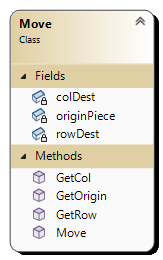 Move
Class
Fields
colDest
originPiece
rowDest
Methods
GetCol
GetOrigin
GetRow
Move